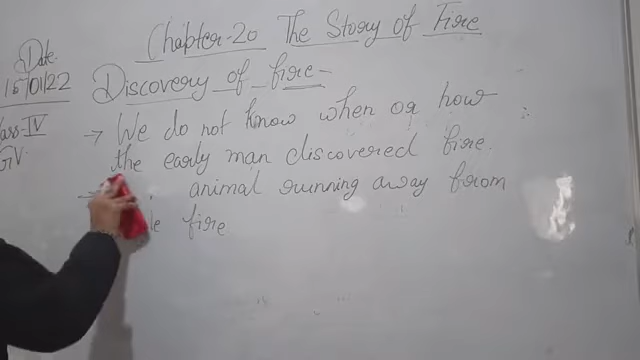 Chapter-20 The Story of Fire
Date
15/01/22
Class-IV
GV.
Discovery of fire-
→ We do not know when or how
the early man discovered fire.
animal running away from
fire